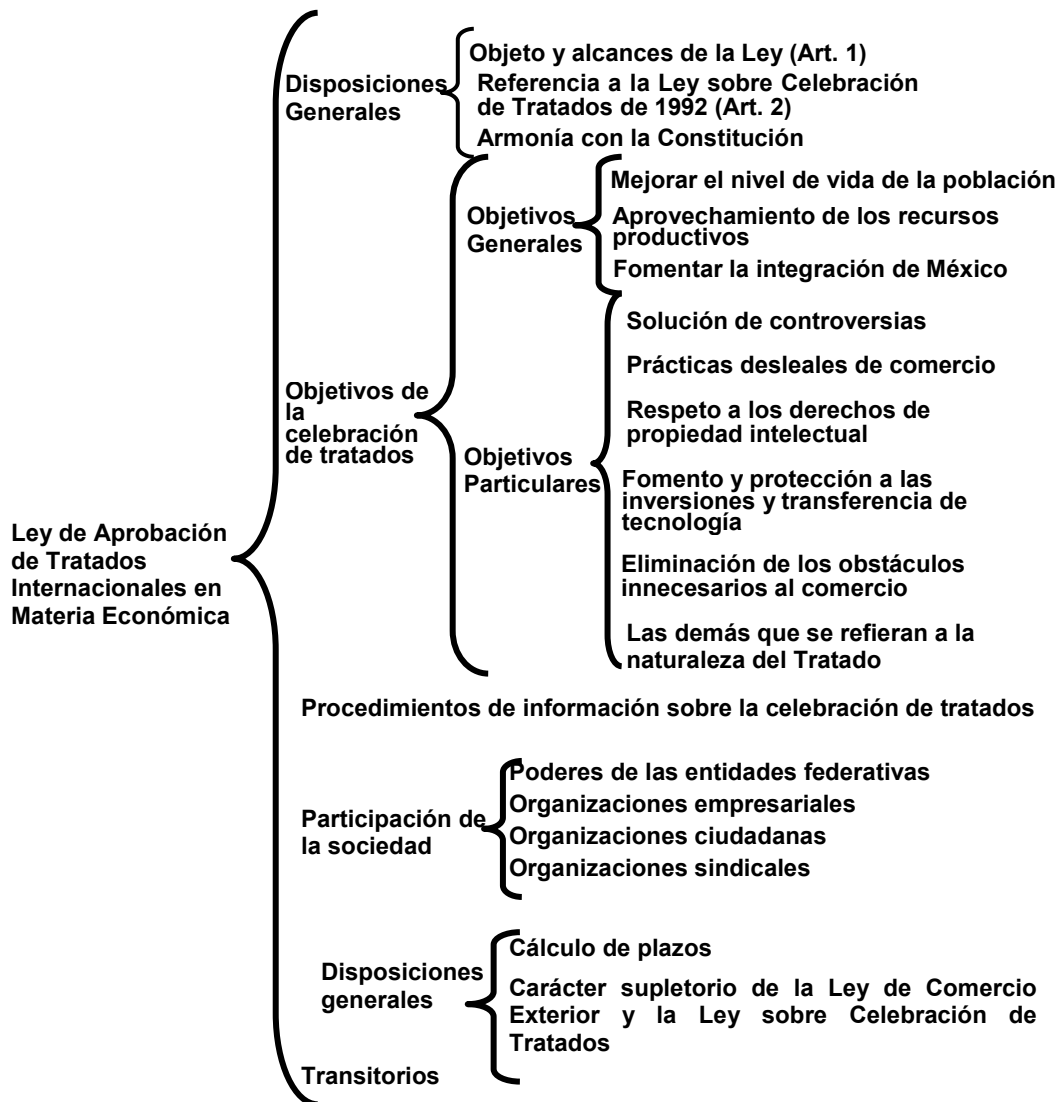 Disposiciones
Generales
Objeto y alcances de la Ley (Art. 1)
Referencia a la Ley sobre Celebración
de Tratados de 1992 (Art. 2)
Armonía con la Constitución
Objetivos de
la
celebración
de tratados
Objetivos
Generales
Mejorar el nivel de vida de la población
Aprovechamiento de los recursos
productivos
Fomentar la integración de México
Objetivos
Particulares
Solución de controversias
Prácticas desleales de comercio
Respeto a los derechos de
propiedad intelectual
Fomento y protección a las
inversiones y transferencia de
tecnología
Eliminación de los obstáculos
innecesarios al comercio
Las demás que se refieran a la
naturaleza del Tratado
Ley de Aprobación
de Tratados
Internacionales en
Materia Económica
Procedimientos de información sobre la celebración de tratados
Participación de
la sociedad
Poderes de las entidades federativas
Organizaciones empresariales
Organizaciones ciudadanas
Organizaciones sindicales
Disposiciones
generales
Cálculo de plazos
Carácter supletorio de la Ley de Comercio
Exterior y la Ley sobre Celebración de
Tratados
Transitorios